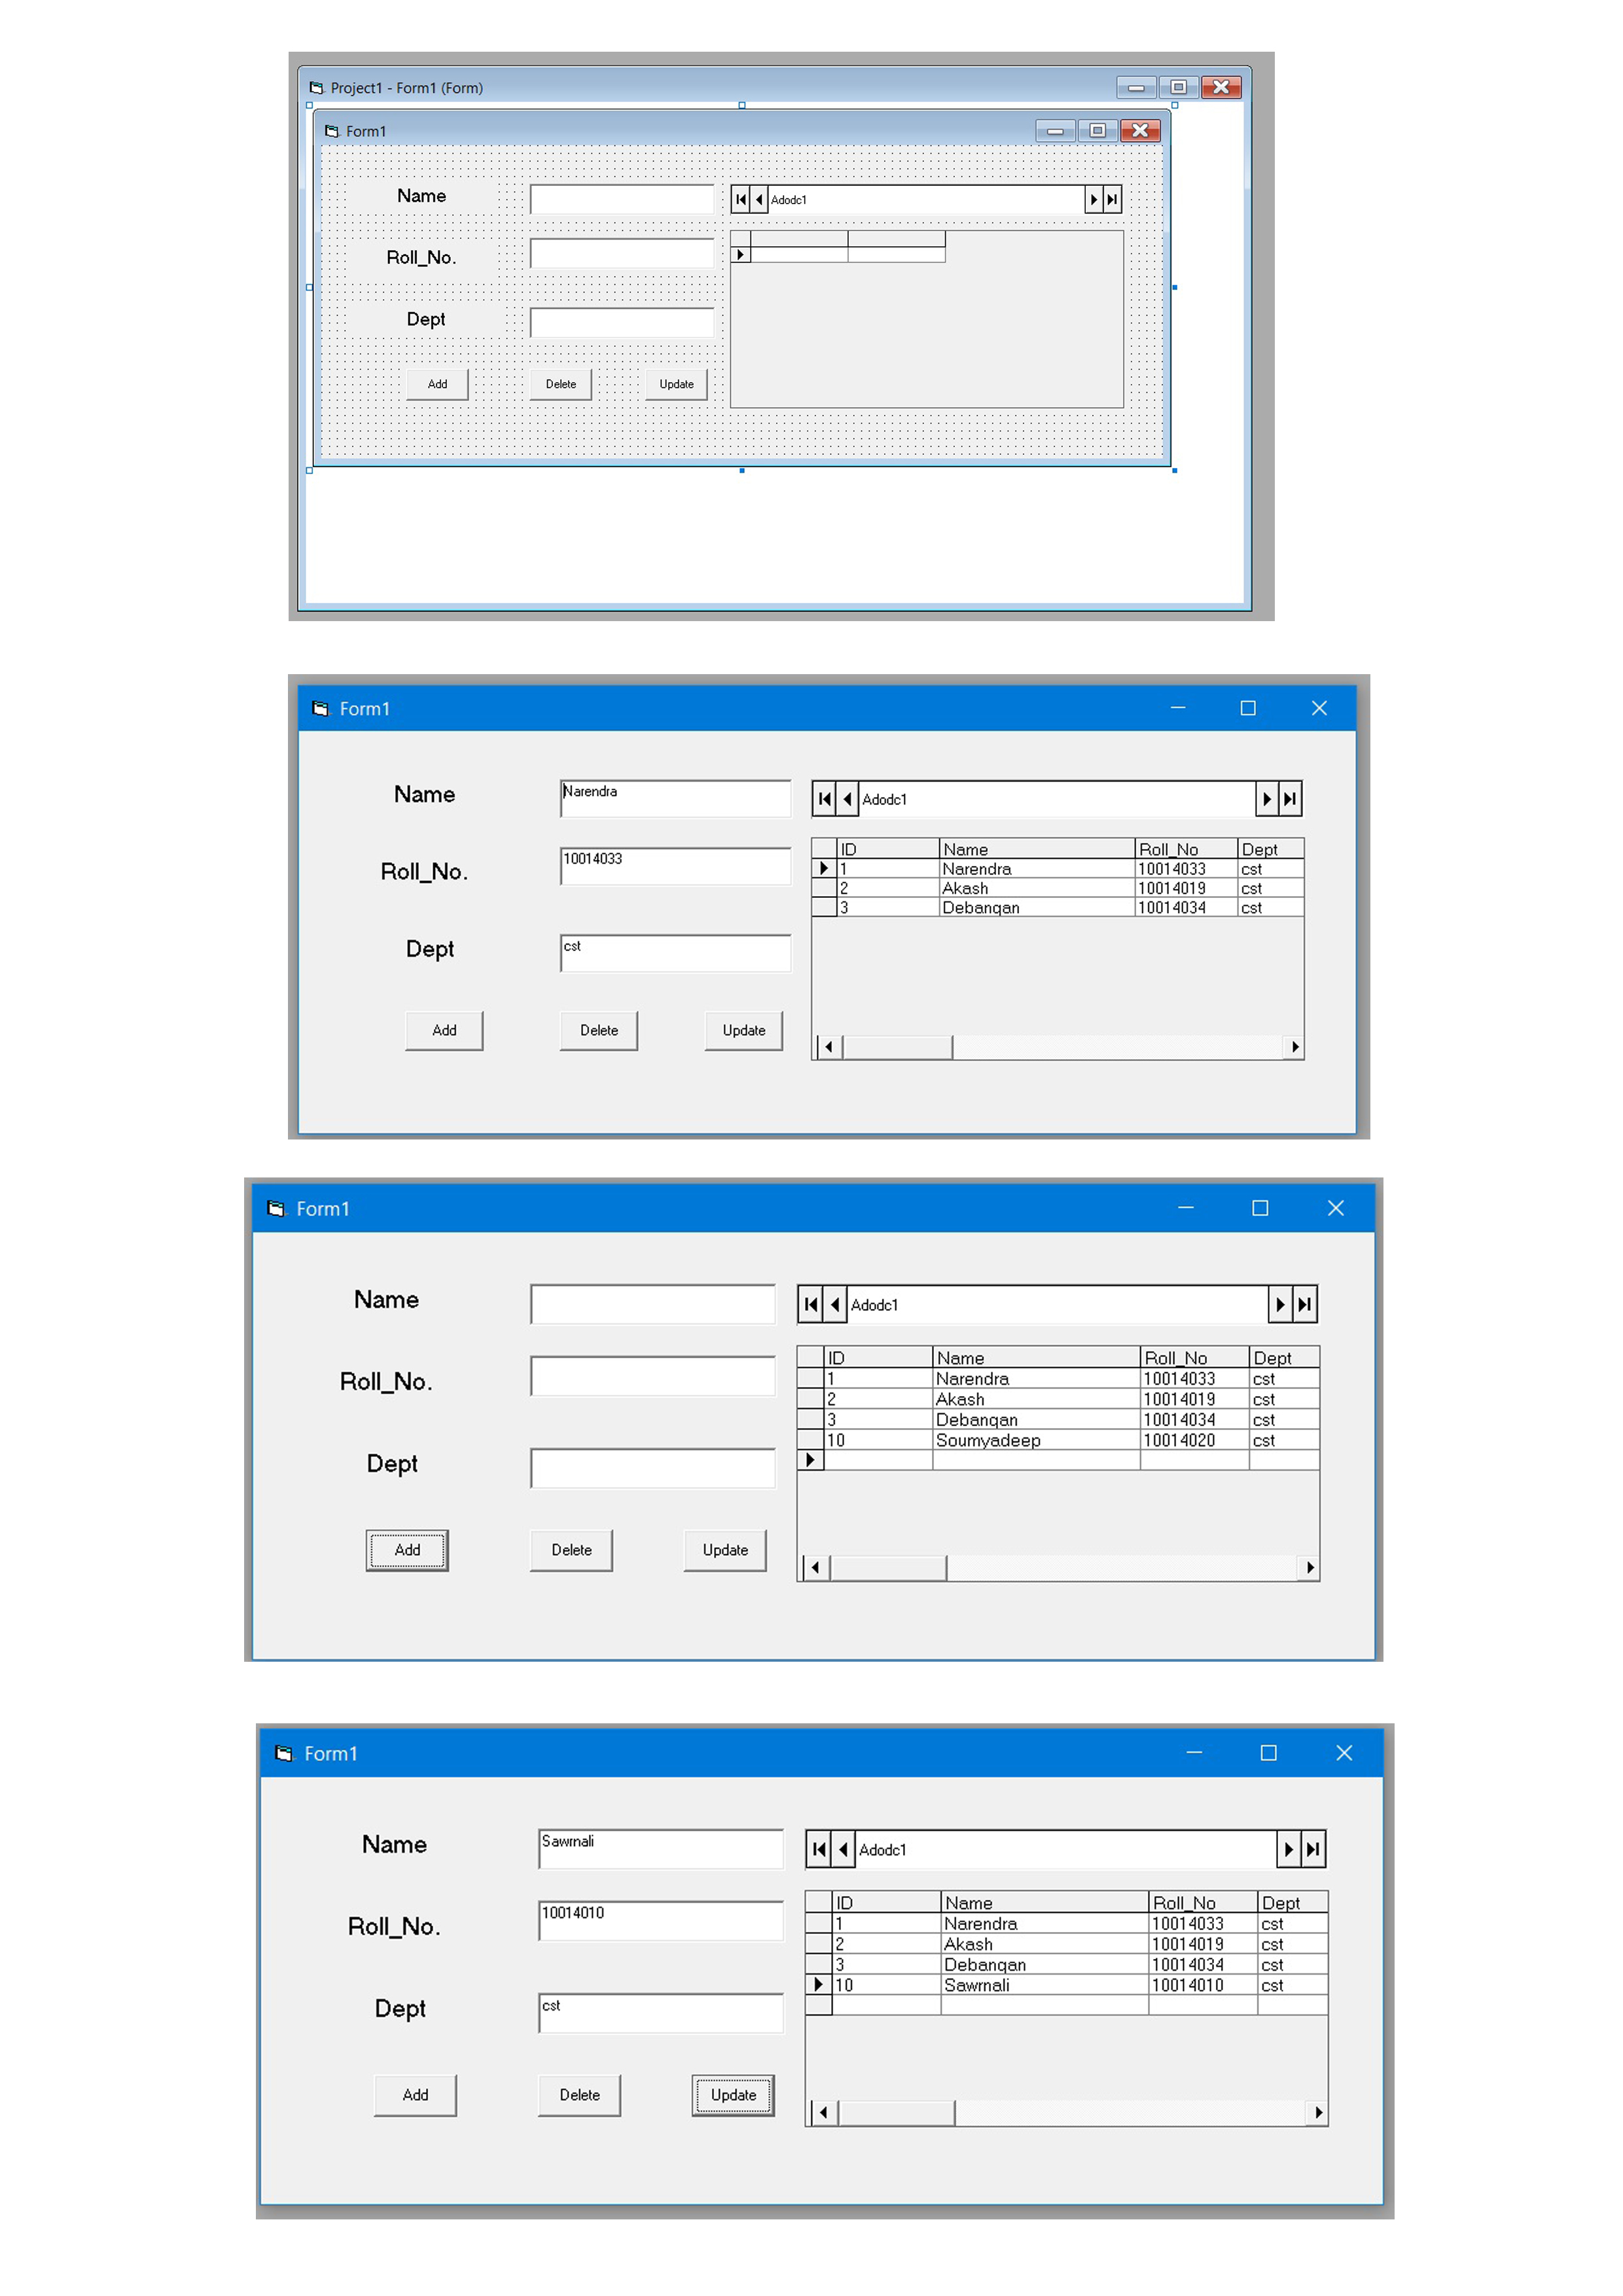 Project1 - Form1 (Form)
Form1
Name
Adodc1
Roll_No.
Dept
Add Delete Update
Form1
Name Narendra Adodc1
Roll_No. 10014033
ID Name Roll_No Dept
1 Narendra 10014033 cst
2 Akash 10014019 cst
3 Debangan 10014034 cst
Dept cst
Add Delete Update
Form1
Name Adodc1
Roll_No.
ID Name Roll_No Dept
1 Narendra 10014033 cst
2 Akash 10014019 cst
3 Debangan 10014034 cst
10 Soumyadeep 10014020 cst
Dept
Add Delete Update
Form1
Name Sawrnali Adodc1
Roll_No. 10014010
ID Name Roll_No Dept
1 Narendra 10014033 cst
2 Akash 10014019 cst
3 Debangan 10014034 cst
10 Sawrnali 10014010 cst
Dept cst
Add Delete Update